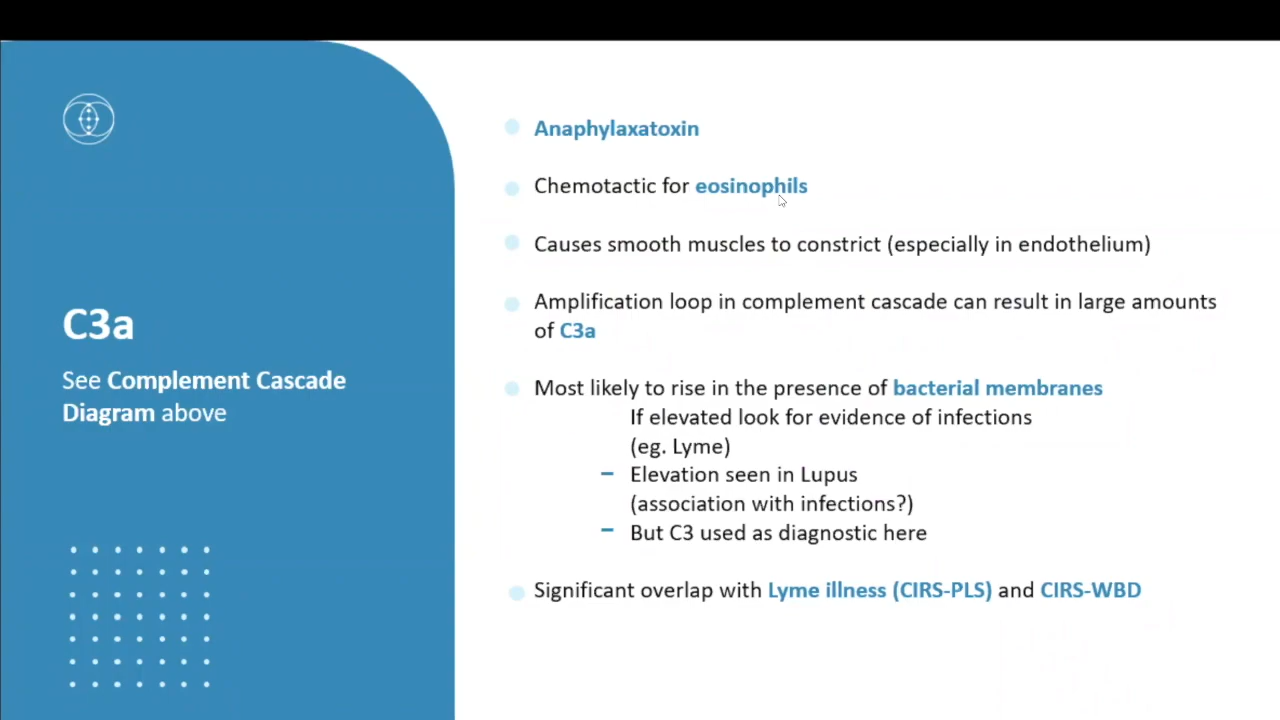 C3a
See Complement Cascade
Diagram above
Anaphylaxatoxin
Chemotactic for eosinophils
Causes smooth muscles to constrict (especially in endothelium)
Amplification loop in complement cascade can result in large amounts
of C3a
Most likely to rise in the presence of bacterial membranes
If elevated look for evidence of infections
(eg. Lyme)
– Elevation seen in Lupus
(association with infections?)
– But C3 used as diagnostic here
Significant overlap with Lyme illness (CIRS-PLS) and CIRS-WBD